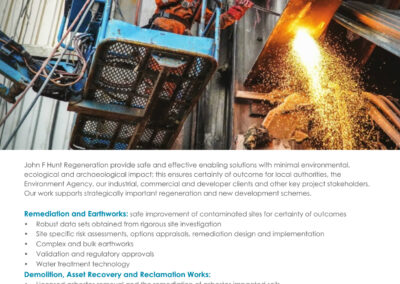 John F Hunt Regeneration provide safe and effective enabling solutions with minimal environmental,
ecological and archaeological impact; this ensures certainty of outcome for local authorities, the
Environment Agency, our industrial, commercial and developer clients and other key project stakeholders.
Our work supports strategically important regeneration and new development schemes.
Remediation and Earthworks: safe improvement of contaminated sites for certainty of outcomes
• Robust data sets obtained from rigorous site investigation
• Site specific risk assessments, options appraisals, remediation design and implementation
• Complex and bulk earthworks
• Validation and regulatory approvals
• Water treatment technology
Demolition, Asset Recovery and Reclamation Works: